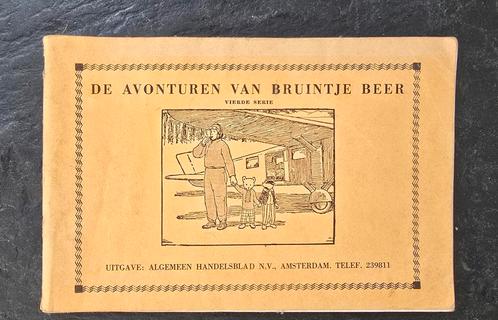 DE AVONTUREN VAN BRUINTJE BEER
VIERDE SERIE
UITGAVE: ALGEMEEN HANDELSBLAD N.V., AMSTERDAM. TELEF. 239811